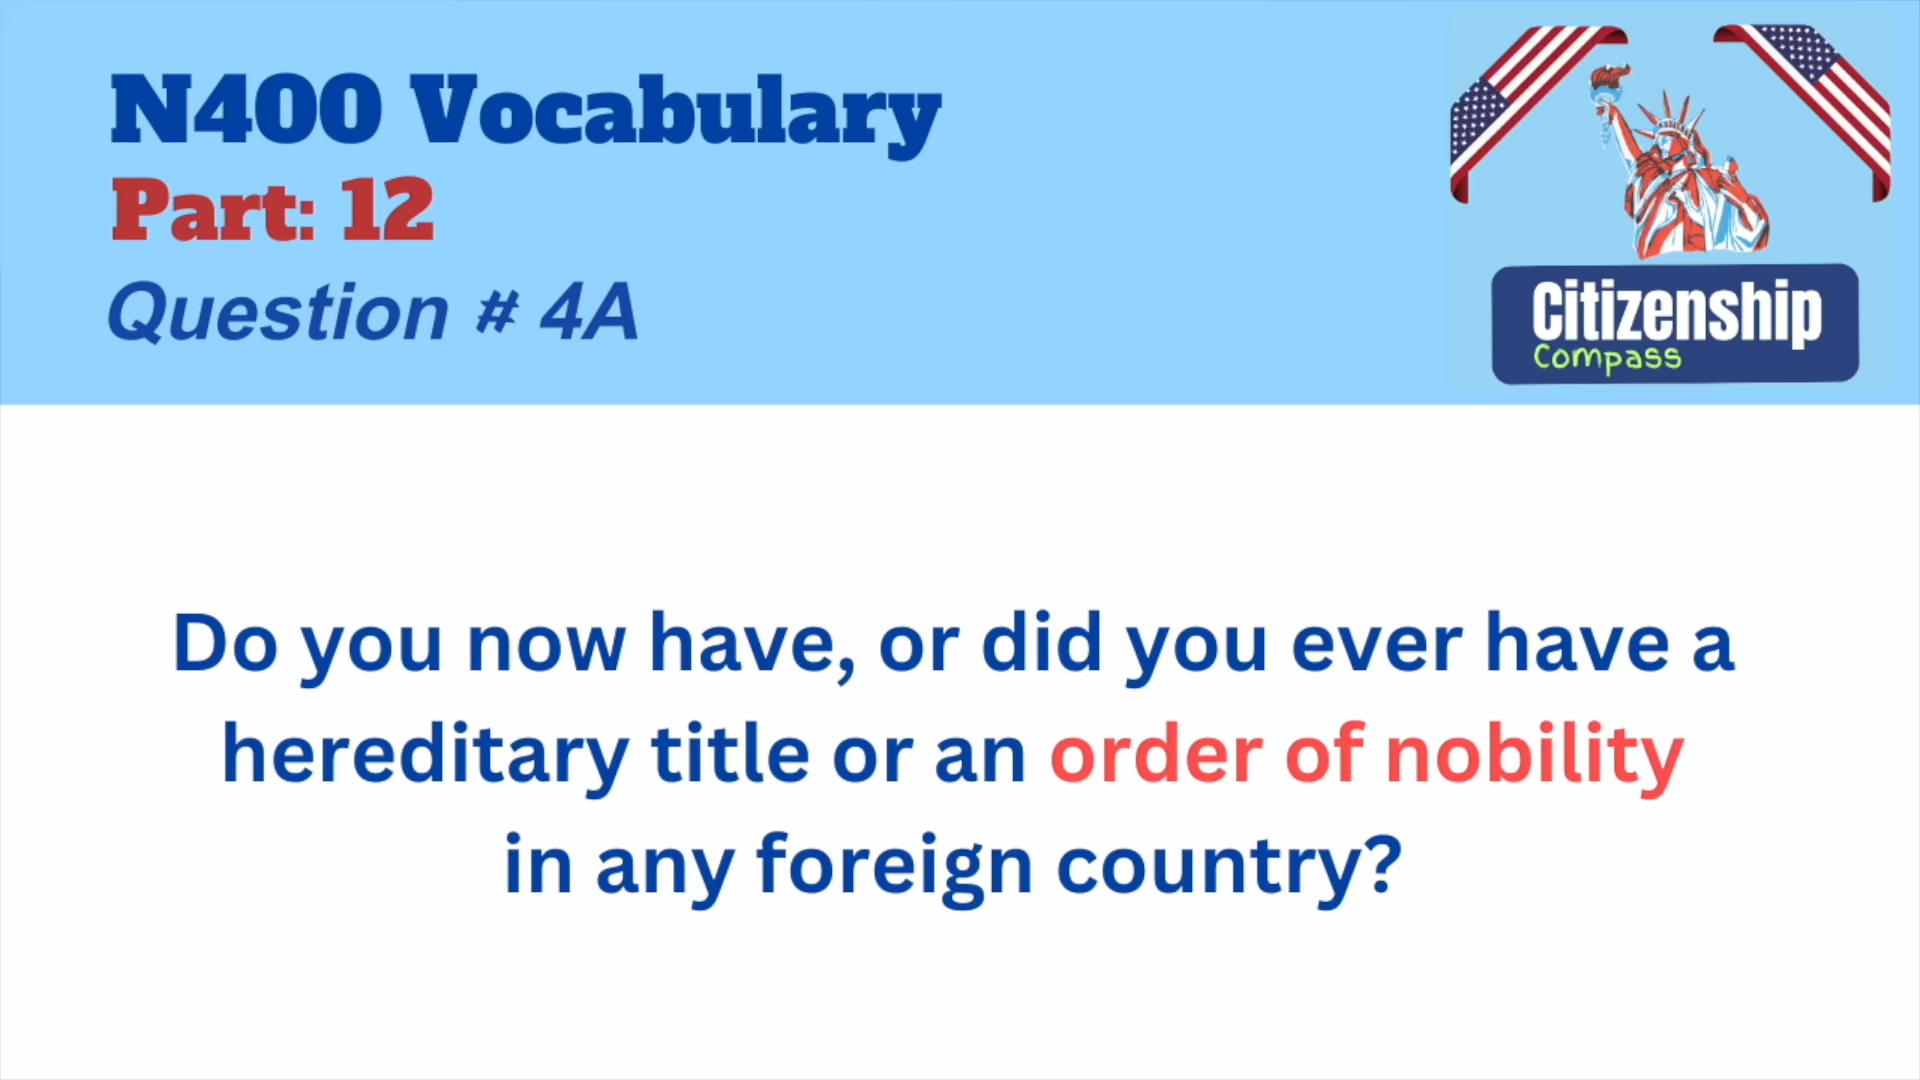 N400 Vocabulary
Part: 12
Question # 4A
Citizenship
Compass
Do you now have, or did you ever have a
hereditary title or an order of nobility
in any foreign country?